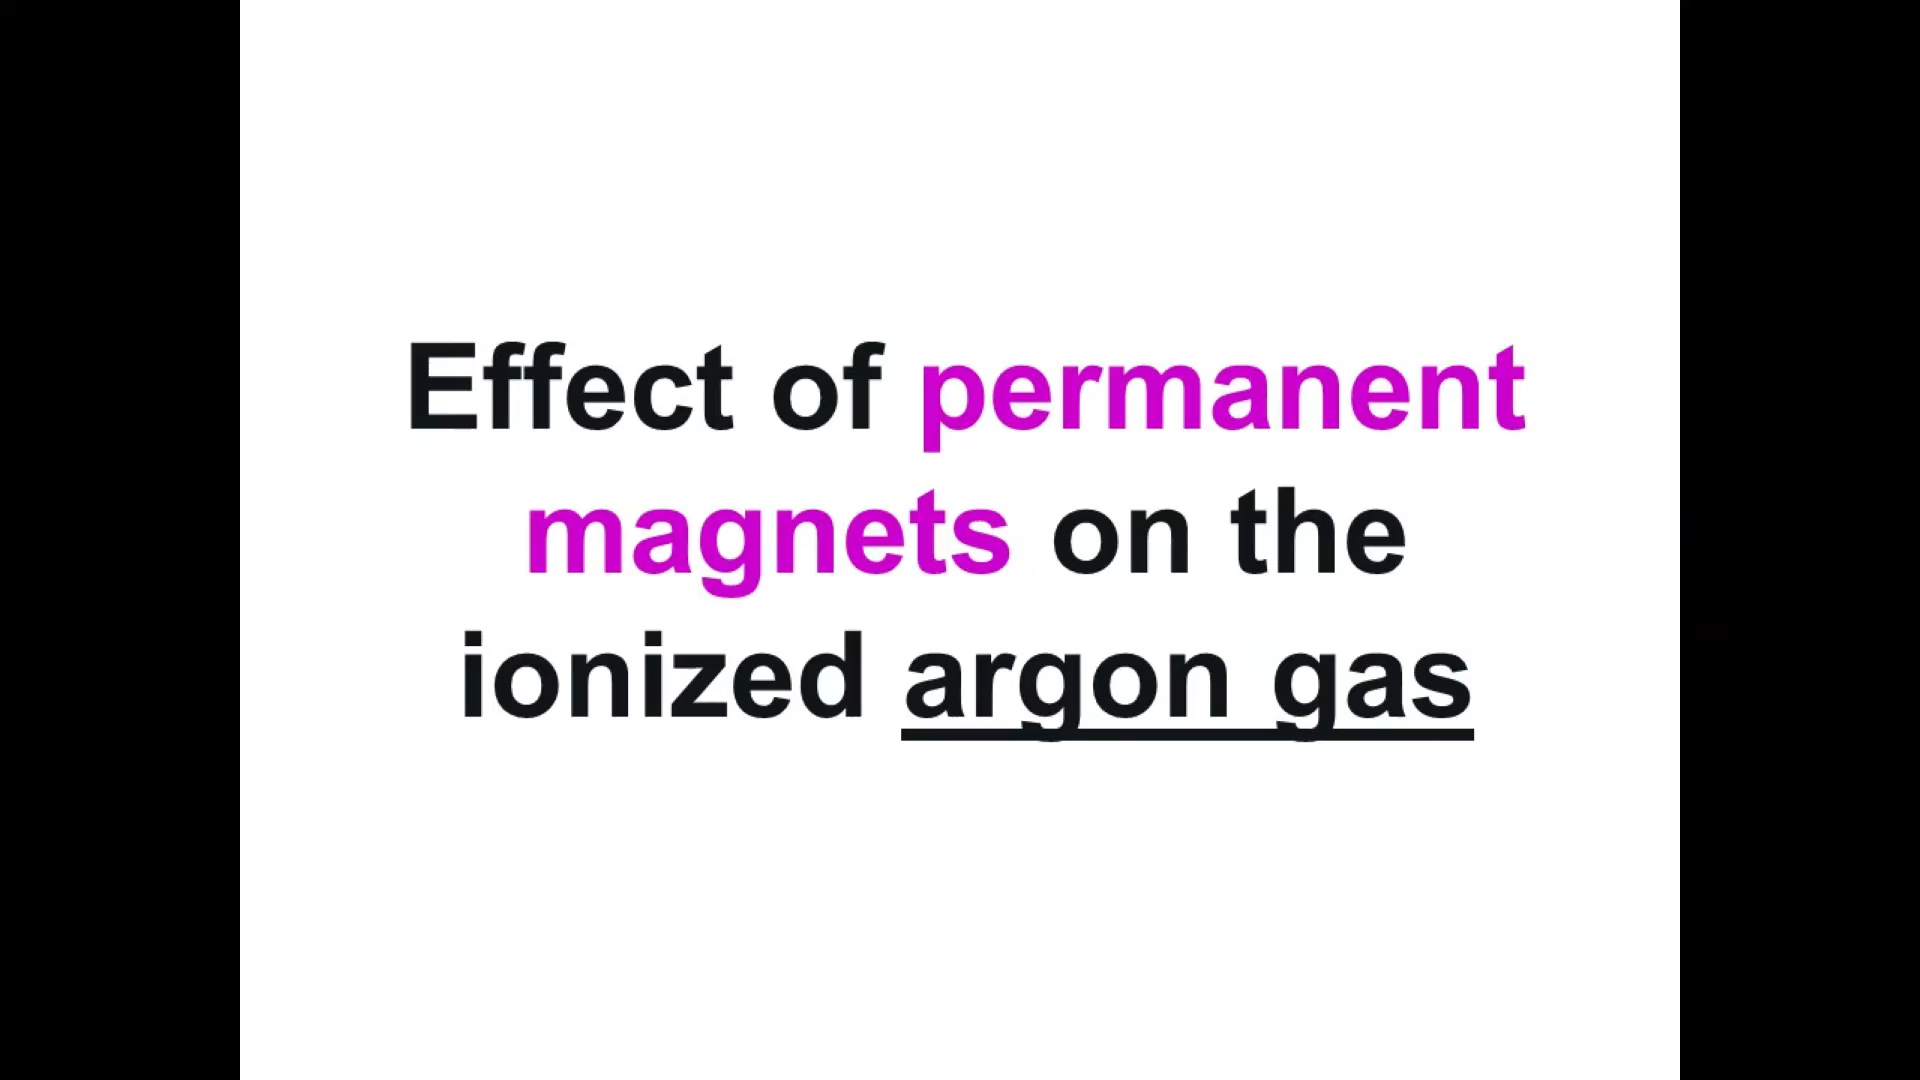 Effect of permanent
magnets on the
ionized argon gas